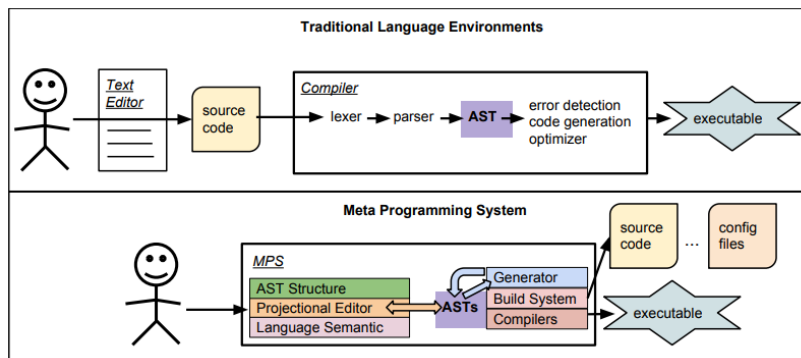 Traditional Language Environments
Text
Editor
source
code
Compiler
lexer
parser
AST
error detection
code generation
optimizer
executable
Meta Programming System
MPS
AST Structure
Projectional Editor
Language Semantic
ASTs
Generator
Build System
Compilers
source
code
...
config
files
executable